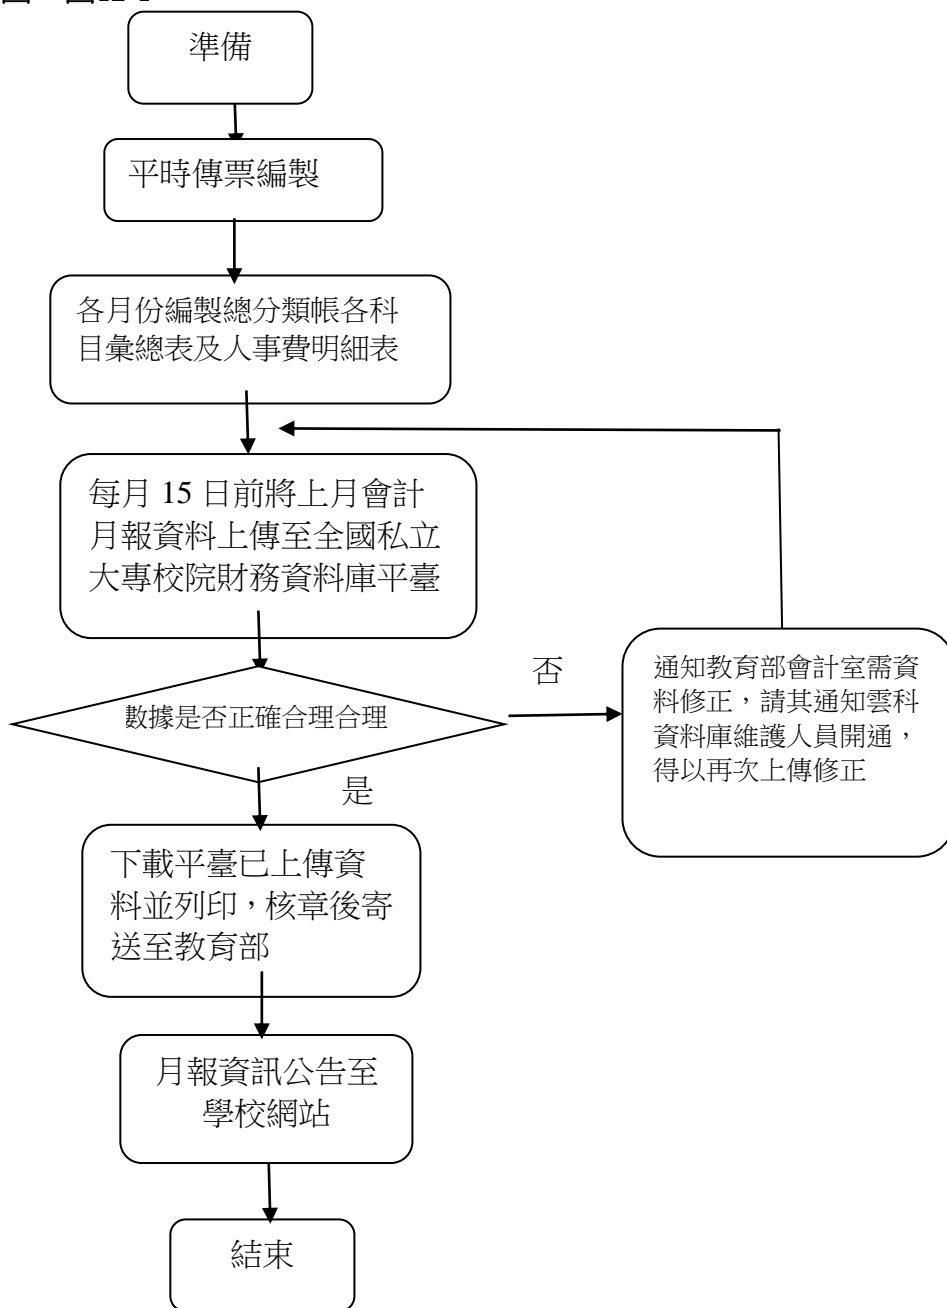 準備
平時傳票編製
各月份編製總分類帳各科
目彙總表及人事費明細表
每月 15 日前將上月會計
月報資料上傳至全國私立
大專校院財務資料庫平臺
數據是否正確合理合理
否
通知教育部會計室需資
料修正，請其通知雲科
資料庫維護人員開通，
得以再次上傳修正
是
下載平臺已上傳資
料並列印，核章後寄
送至教育部
月報資訊公告至
學校網站
結束